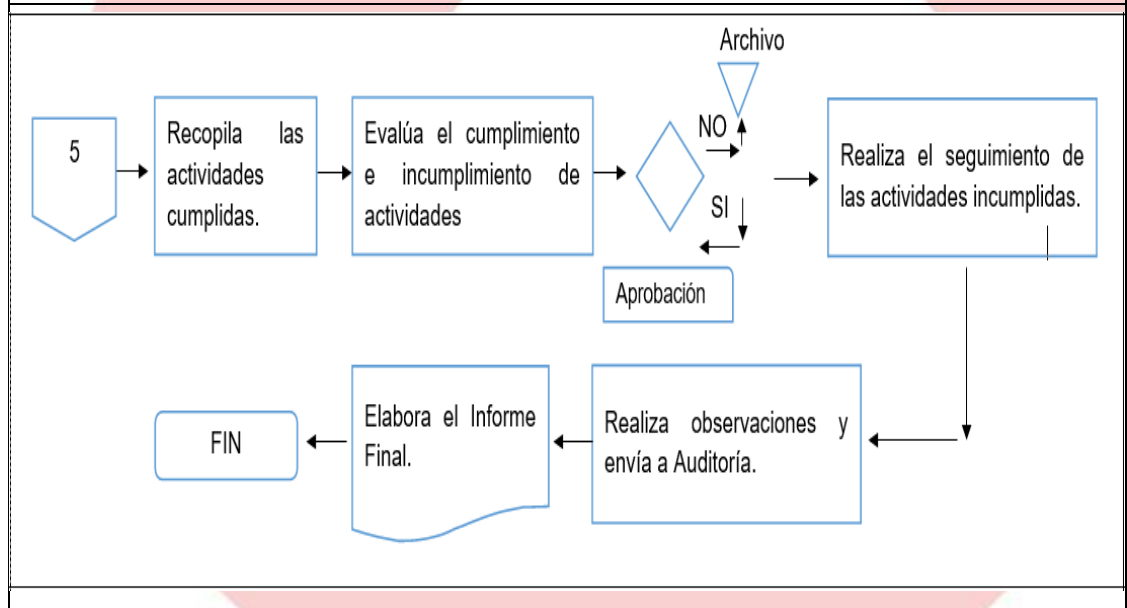 Archivo
5
Recopila las
actividades
cumplidas.
Evalúa el cumplimiento
e incumplimiento de
actividades
NO
SI
Aprobación
Realiza el seguimiento de
las actividades incumplidas.
Realiza observaciones y
envía a Auditoría.
Elabora el Informe
Final.
FIN